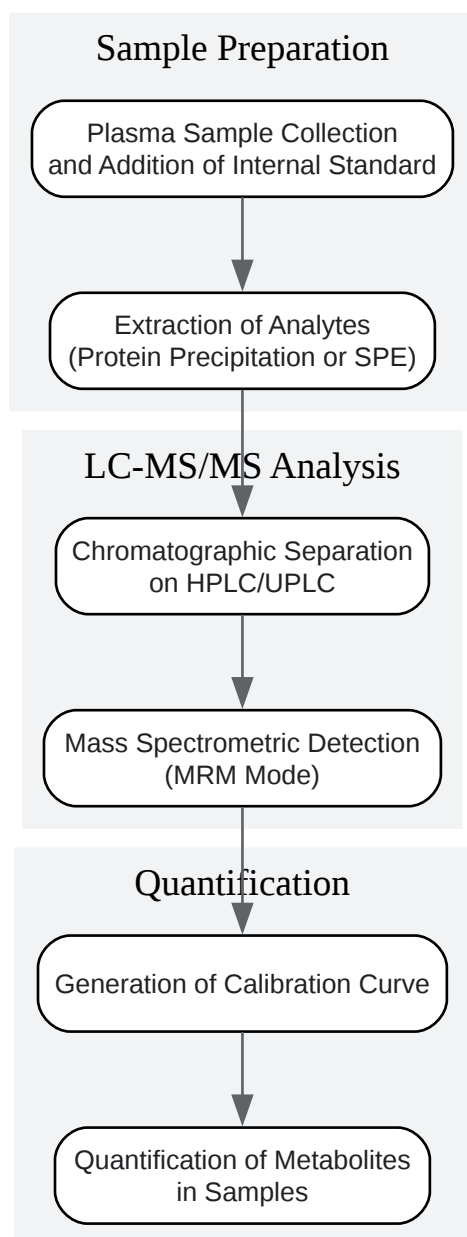 Sample Preparation
Plasma Sample Collection
and Addition of Internal Standard
Extraction of Analytes
(Protein Precipitation or SPE)
LC-MS/MS Analysis
Chromatographic Separation
on HPLC/UPLC
Mass Spectrometric Detection
(MRM Mode)
Quantification
Generation of Calibration Curve
Quantification of Metabolites
in Samples